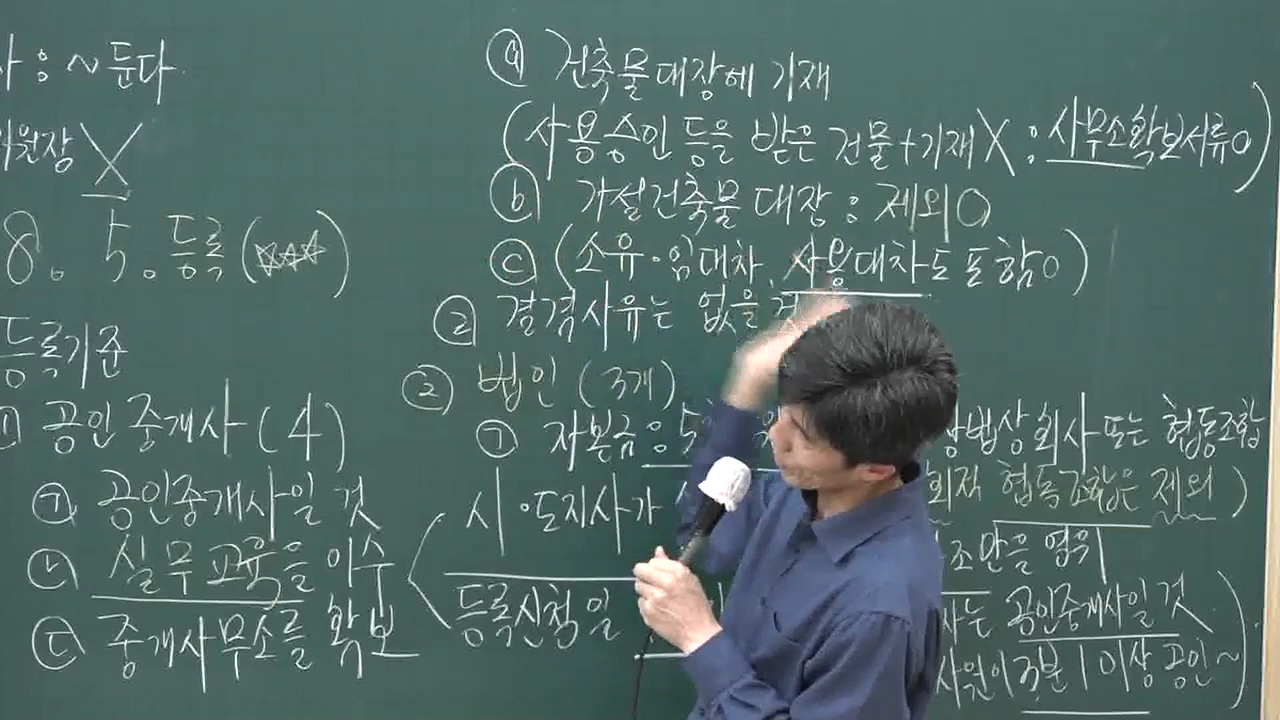 사 : ~ 둔다.
위원장 X
8. 5. 등록 (☆☆☆)
등록기준
① 공인중개사 (4)
㉠ 공인중개사일 것
㉡ 실무교육을 이수
㉢ 중개사무소를 확보
ⓐ 건축물대장에 기재
(사용승인 등을 받은 건물+기재X : 사무소확보서류O)
ⓑ 가설건축물 대장 : 제외O
ⓒ (소유·임대차, 사용대차도 포함O)
㉣ 결격사유는 없을 것
② 법인 (3개)
㉠ 자본금은 5 상법상 회사 또는 협동조합
회적 협동조합은 제외)
조만을 영위
사는 공인중개사일 것
사원이 3분 1 이상 공인~)
시·도지사가
등록신청일